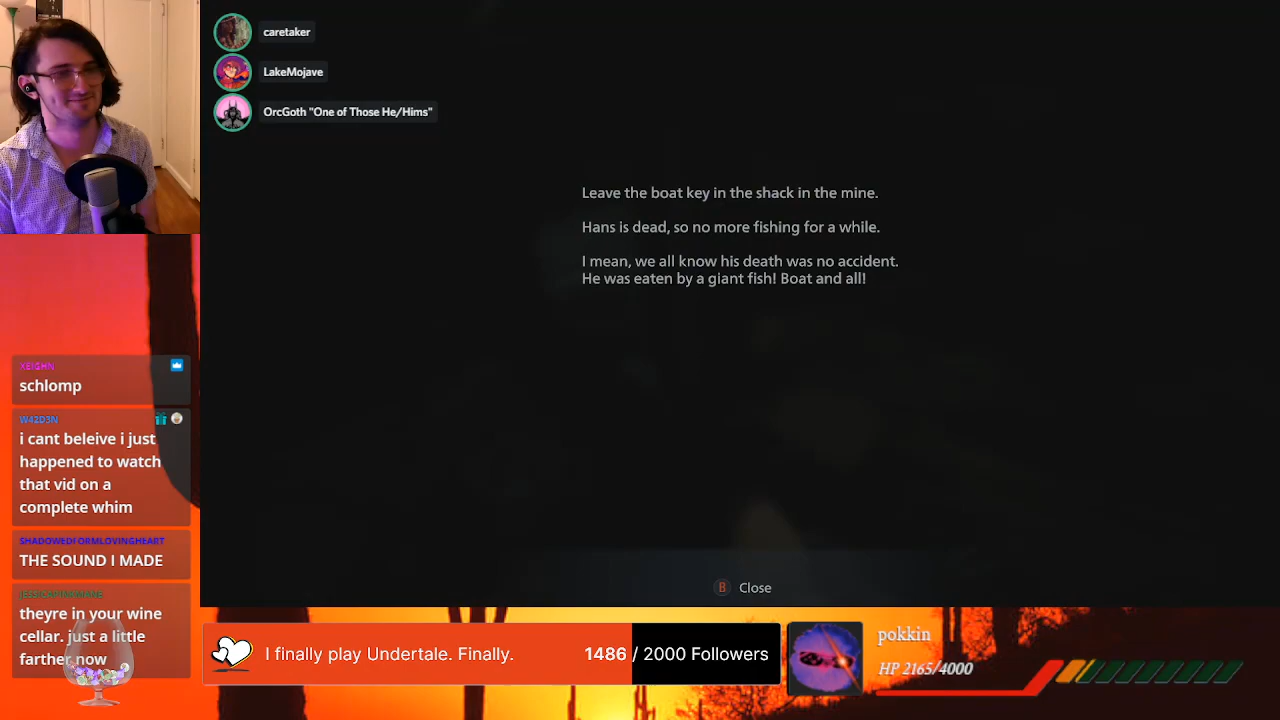 caretaker
LakeMojave
OrcGoth "One of Those He/Hims"
Leave the boat key in the shack in the mine.
Hans is dead, so no more fishing for a while.
I mean, we all know his death was no accident.
He was eaten by a giant fish! Boat and all!
B Close
XEIGHN
schlomp
W42D3N
i cant beleive i just
happened to watch
that vid on a
complete whim
SHADOWEDFORMLOVINGHEART
THE SOUND I MADE
theyre in your wine
cellar. just a little
farther now
I finally play Undertale. Finally.
1486 / 2000 Followers
pokkin
HP 2165/4000